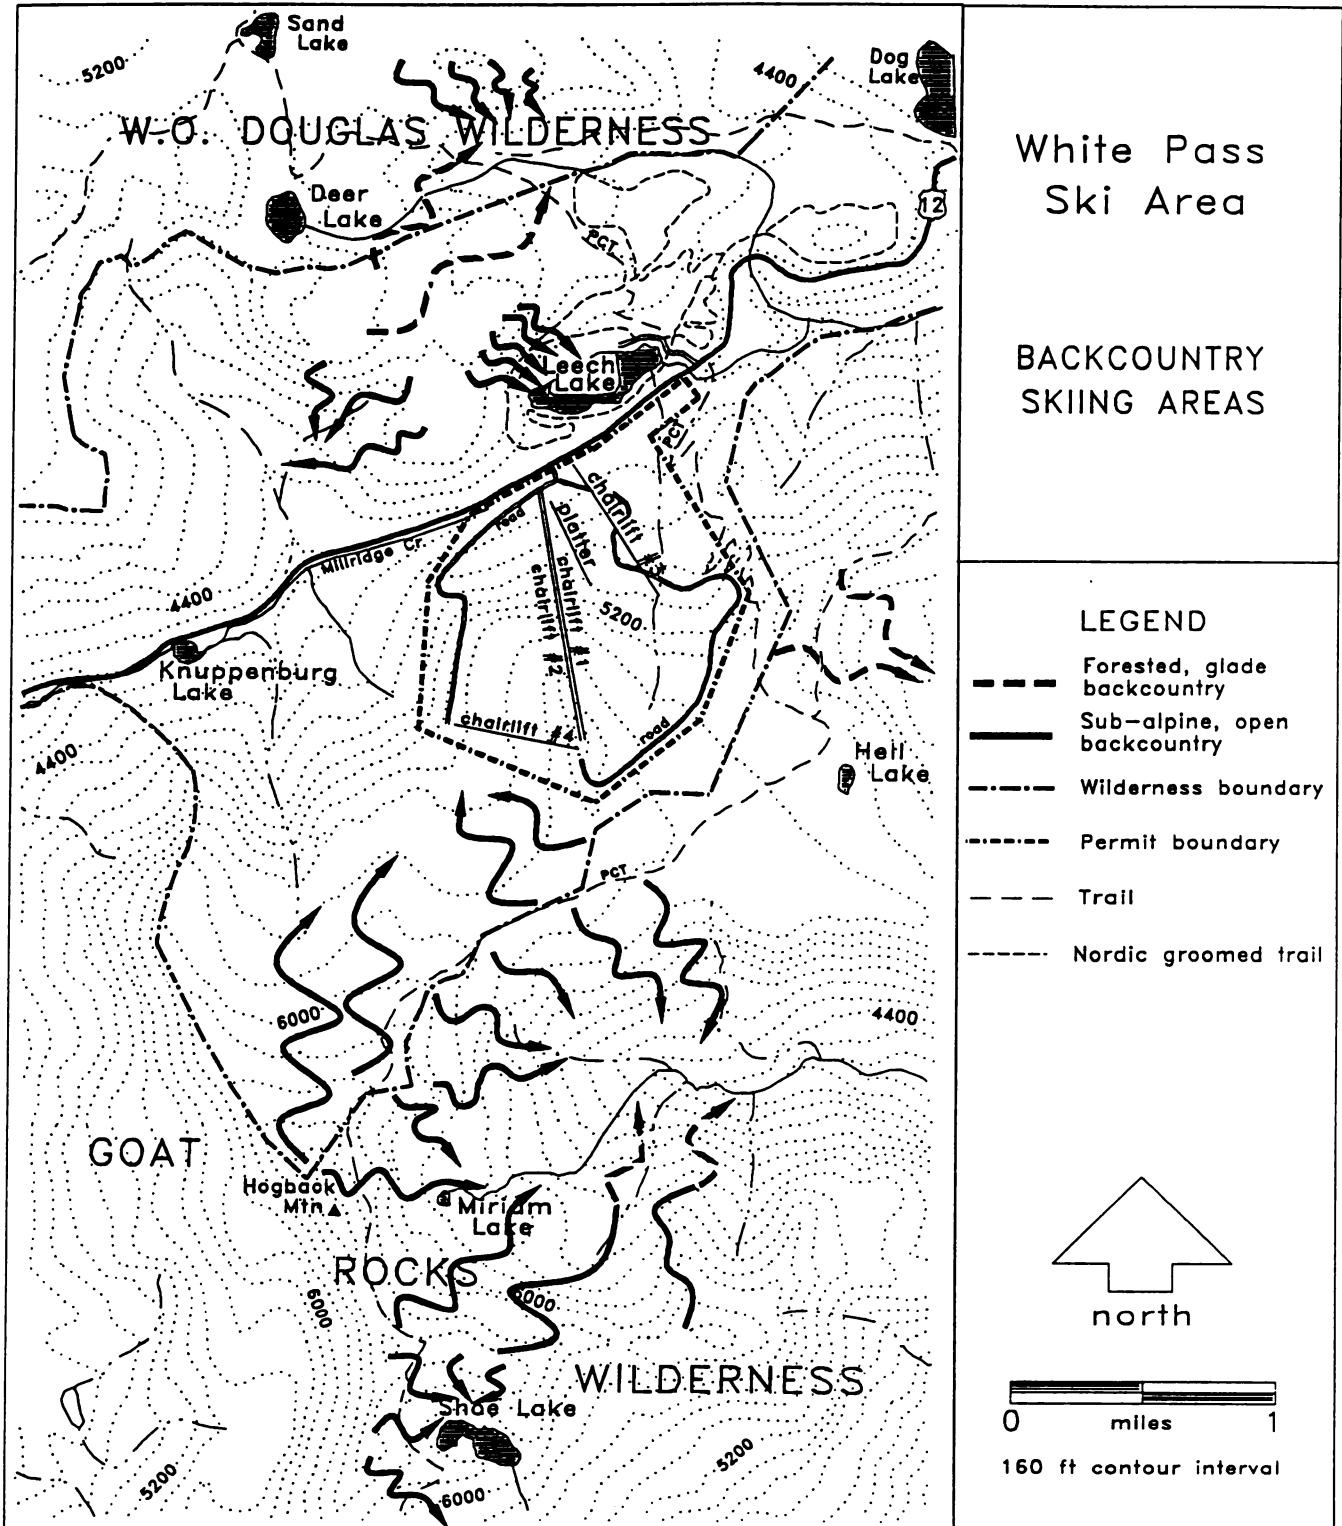 Sand
Lake
5200
4400
Dog
Lake
W.O. DOUGLAS WILDERNESS
Deer
Lake
12
PCT
Leech
Lake
PCT
chairlift #3
platter
road
chairlift #1
chairlift #2
Millridge Cr.
4400
5200
Knuppenburg
Lake
chairlift #4
road
4400
Hell
Lake
PCT
6000
4400
GOAT
Hogback
Mtn
Miriam
Lake
ROCKS
6000
6000
WILDERNESS
Shoe Lake
5200
5200
6000
White Pass
Ski Area
BACKCOUNTRY
SKIING AREAS
LEGEND
Forested, glade
backcountry
Sub-alpine, open
backcountry
Wilderness boundary
Permit boundary
Trail
Nordic groomed trail
north
0 miles 1
160 ft contour interval